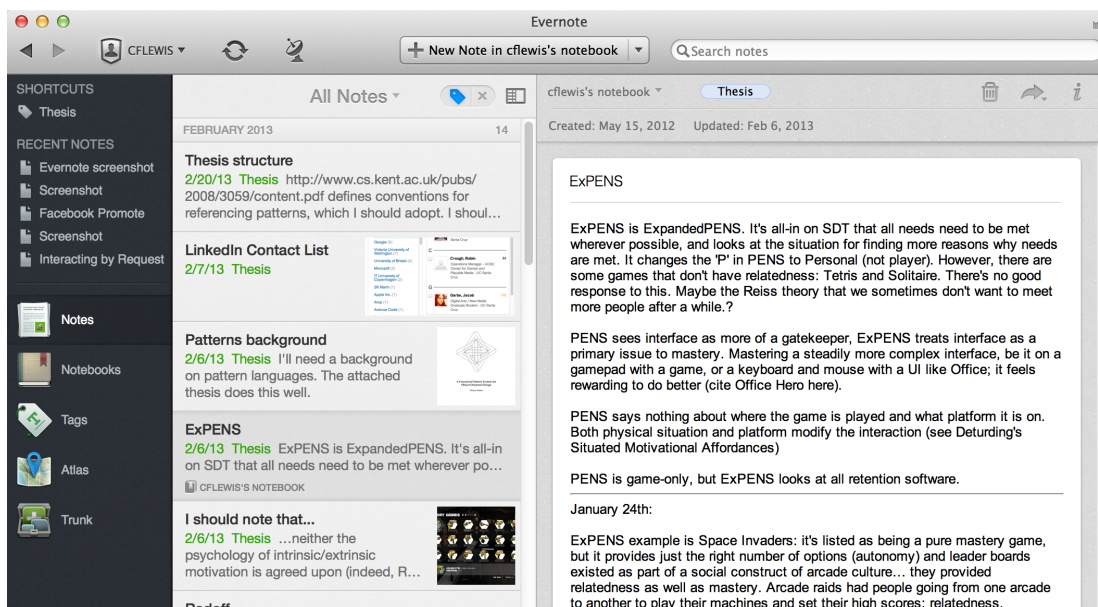 Evernote
CFLEWIS
New Note in cflewis's notebook
Search notes
SHORTCUTS
Thesis
RECENT NOTES
Evernote screenshot
Screenshot
Facebook Promote
Screenshot
Interacting by Request
Notes
Notebooks
Tags
Atlas
Trunk
All Notes
FEBRUARY 2013 14
Thesis structure
2/20/13 Thesis http://www.cs.kent.ac.uk/pubs/
2008/3059/content.pdf defines conventions for
referencing patterns, which I should adopt. I shoul...
LinkedIn Contact List
2/7/13 Thesis
Patterns background
2/6/13 Thesis I'll need a background
on pattern languages. The attached
thesis does this well.
ExPENS
2/6/13 Thesis ExPENS is ExpandedPENS. It's all-in
on SDT that all needs need to be met wherever po...
CFLEWIS'S NOTEBOOK
I should note that...
2/6/13 Thesis ...neither the
psychology of intrinsic/extrinsic
motivation is agreed upon (indeed, R...
cflewis's notebook
Thesis
Created: May 15, 2012 Updated: Feb 6, 2013
ExPENS
ExPENS is ExpandedPENS. It's all-in on SDT that all needs need to be met
wherever possible, and looks at the situation for finding more reasons why needs
are met. It changes the 'P' in PENS to Personal (not player). However, there are
some games that don't have relatedness: Tetris and Solitaire. There's no good
response to this. Maybe the Reiss theory that we sometimes don't want to meet
more people after a while.?
PENS sees interface as more of a gatekeeper, ExPENS treats interface as a
primary issue to mastery. Mastering a steadily more complex interface, be it on a
gamepad with a game, or a keyboard and mouse with a UI like Office; it feels
rewarding to do better (cite Office Hero here).
PENS says nothing about where the game is played and what platform it is on.
Both physical situation and platform modify the interaction (see Deturding's
Situated Motivational Affordances)
PENS is game-only, but ExPENS looks at all retention software.
January 24th:
ExPENS example is Space Invaders: it's listed as being a pure mastery game,
but it provides just the right number of options (autonomy) and leader boards
existed as part of a social construct of arcade culture... they provided
relatedness as well as mastery. Arcade raids had people going from one arcade
to another to play their machines and set their high scores: relatedness.